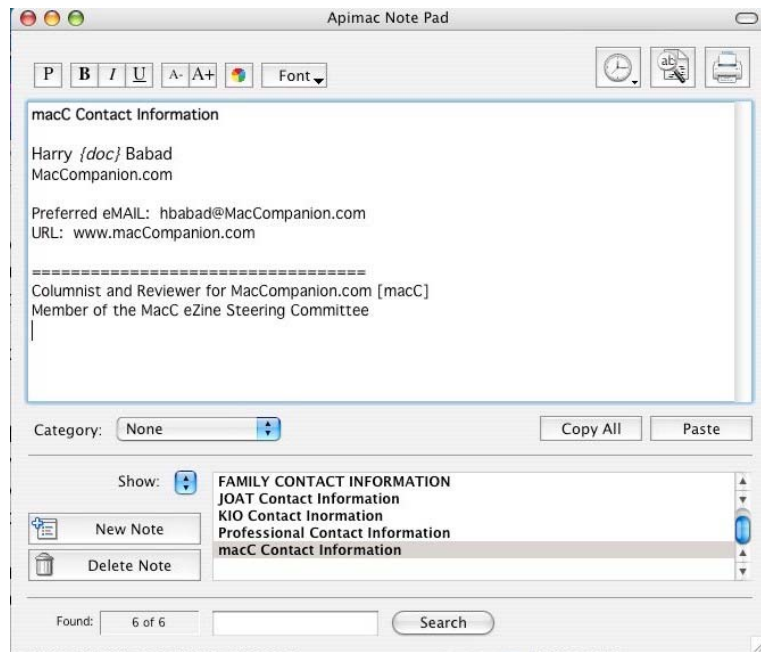 Apimac Note Pad
P B I U A- A+ Font
macC Contact Information
Harry {doc} Babad
MacCompanion.com
Preferred eMAIL: hbabad@MacCompanion.com
URL: www.macCompanion.com
==================================
Columnist and Reviewer for MacCompanion.com [macC]
Member of the MacC eZine Steering Committee
Category: None Copy All Paste
Show:
FAMILY CONTACT INFORMATION
JOAT Contact Information
KIO Contact Inormation
Professional Contact Information
macC Contact Information
New Note
Delete Note
Found: 6 of 6 Search